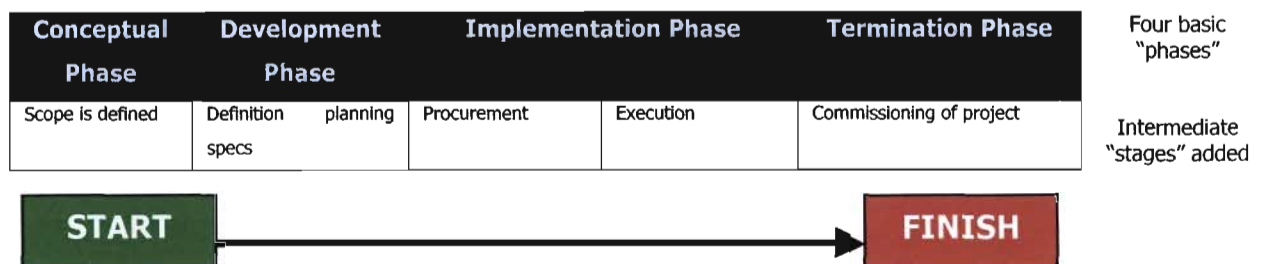 Conceptual Phase
Development Phase
Implementation Phase
Termination Phase
Four basic
"phases"
Scope is defined
Definition planning
specs
Procurement
Execution
Commissioning of project
Intermediate
"stages" added
START
FINISH